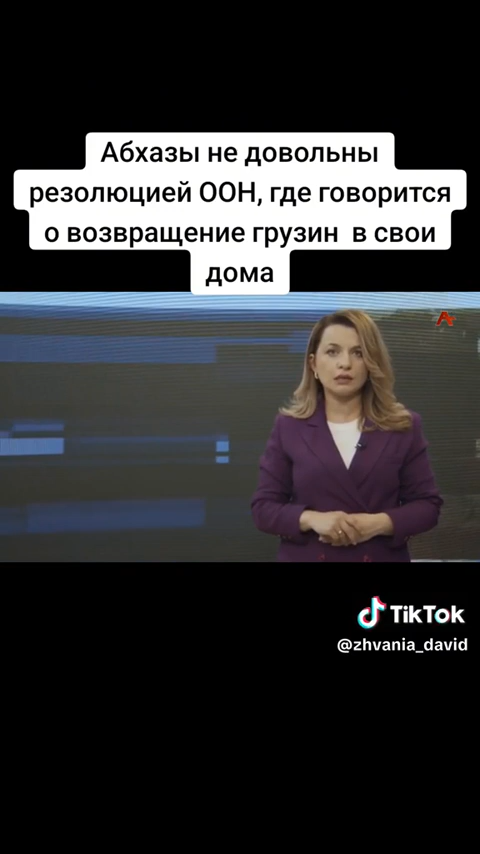 Абхазы не довольны
резолюцией ООН, где говорится
о возвращение грузин в свои
дома
TikTok
@zhvania_david